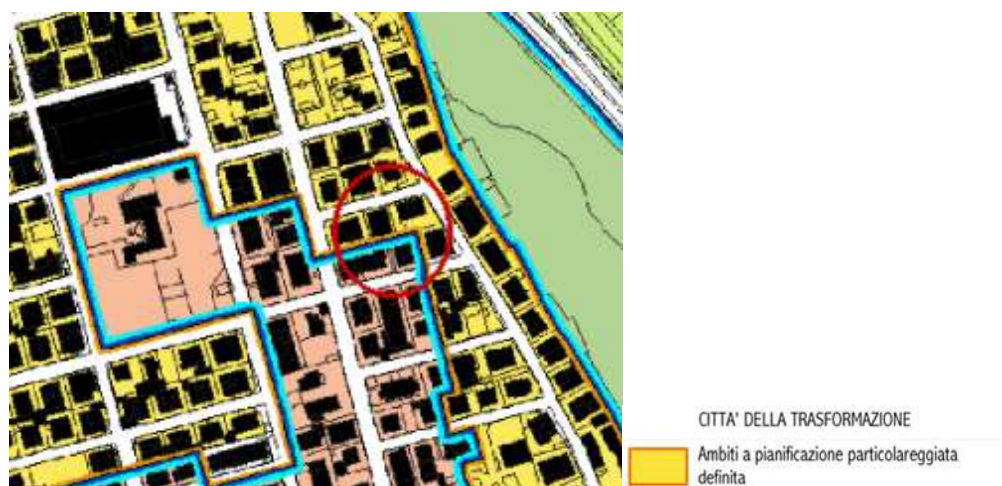 CITTA' DELLA TRASFORMAZIONE
Ambiti a pianificazione particolareggiata
definita